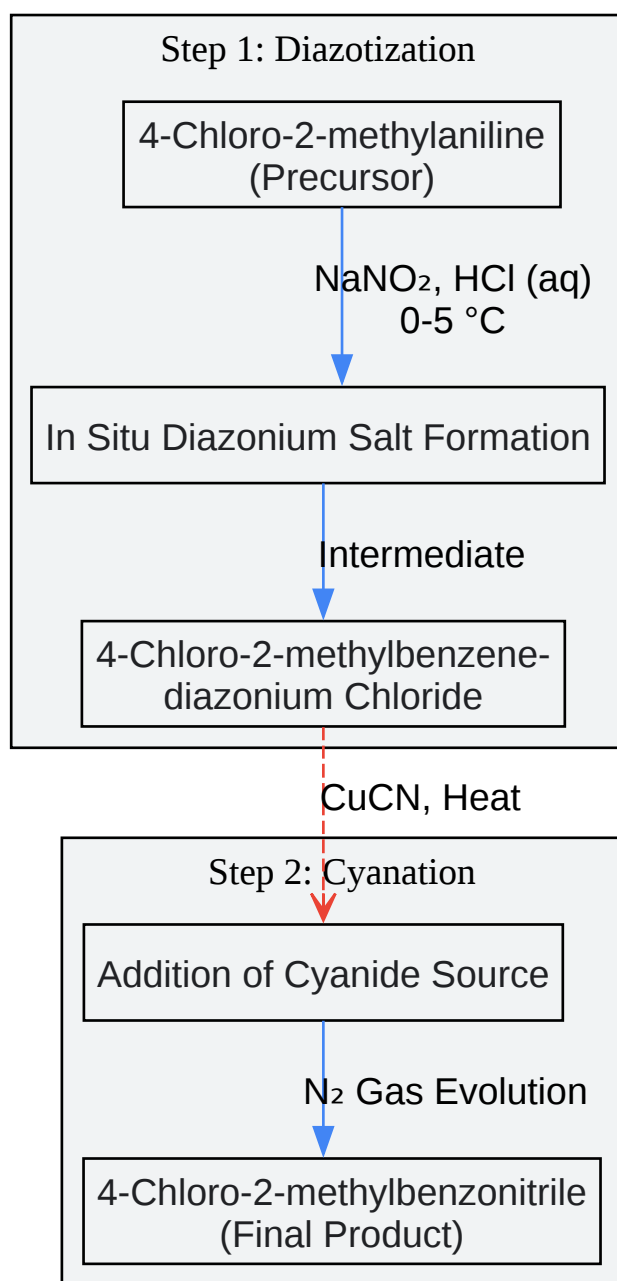 Step 1: Diazotization
4-Chloro-2-methylaniline
(Precursor)
NaNO₂, HCl (aq)
0-5 °C
In Situ Diazonium Salt Formation
Intermediate
4-Chloro-2-methylbenzene-
diazonium Chloride
CuCN, Heat
Step 2: Cyanation
Addition of Cyanide Source
N₂ Gas Evolution
4-Chloro-2-methylbenzonitrile
(Final Product)